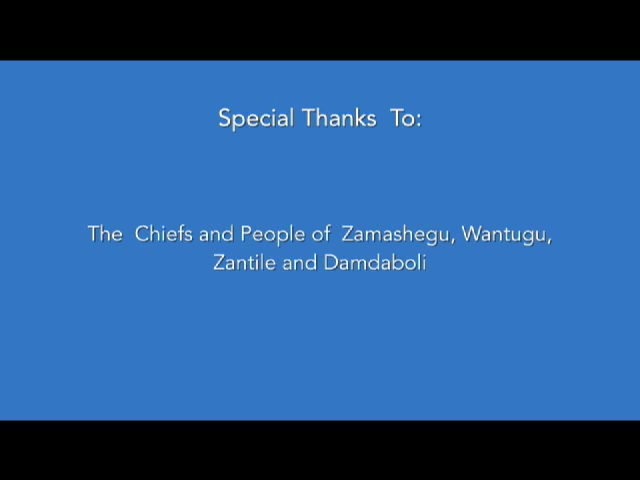 Special Thanks  To:
The  Chiefs and People of  Zamashegu, Wantugu,
Zantile and Damdaboli